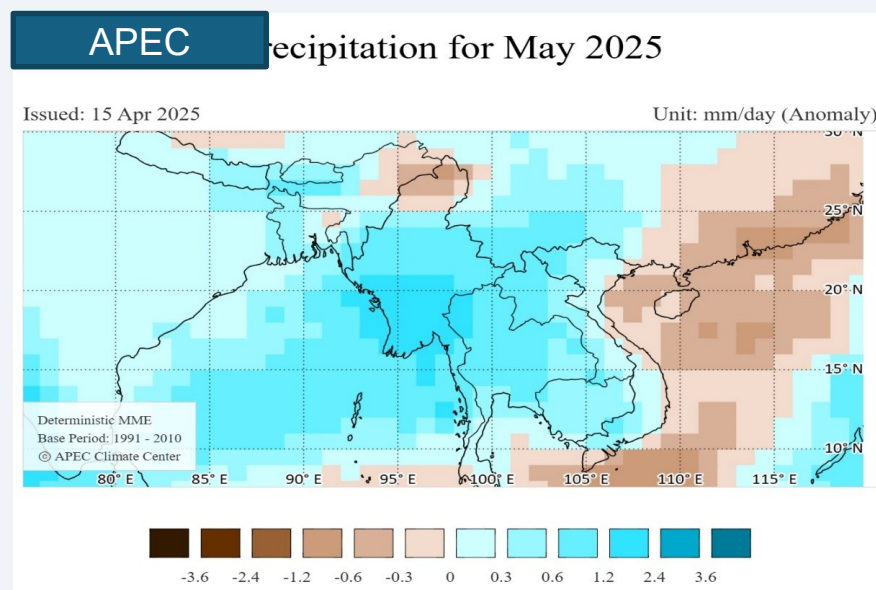 APEC
recipitation for May 2025
Issued: 15 Apr 2025
Unit: mm/day (Anomaly)
30° N
25° N
20° N
15° N
10° N
Deterministic MME
Base Period: 1991 - 2010
© APEC Climate Center
80° E 85° E 90° E 95° E 100° E 105° E 110° E 115° E
-3.6 -2.4 -1.2 -0.6 -0.3 0 0.3 0.6 1.2 2.4 3.6